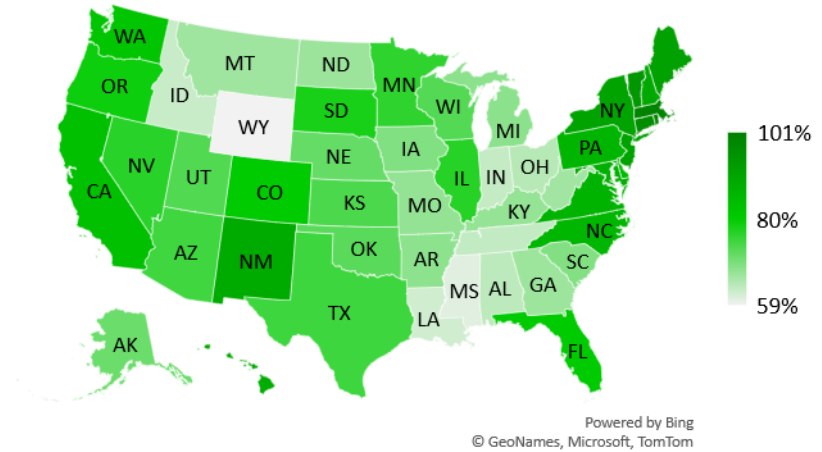 WA
MT
ND
MN
OR
ID
SD
WI
NY
WY
MI
PA
101%
NE
IA
NV
UT
CO
IL
IN
OH
CA
KS
MO
KY
80%
AZ
NM
OK
AR
NC
SC
TX
MS
AL
GA
LA
59%
AK
FL
Powered by Bing
© GeoNames, Microsoft, TomTom